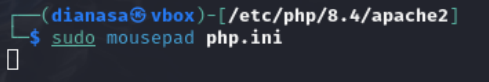 ┌──(dianasa㉿vbox)-[/etc/php/8.4/apache2]
└─$ sudo mousepad php.ini